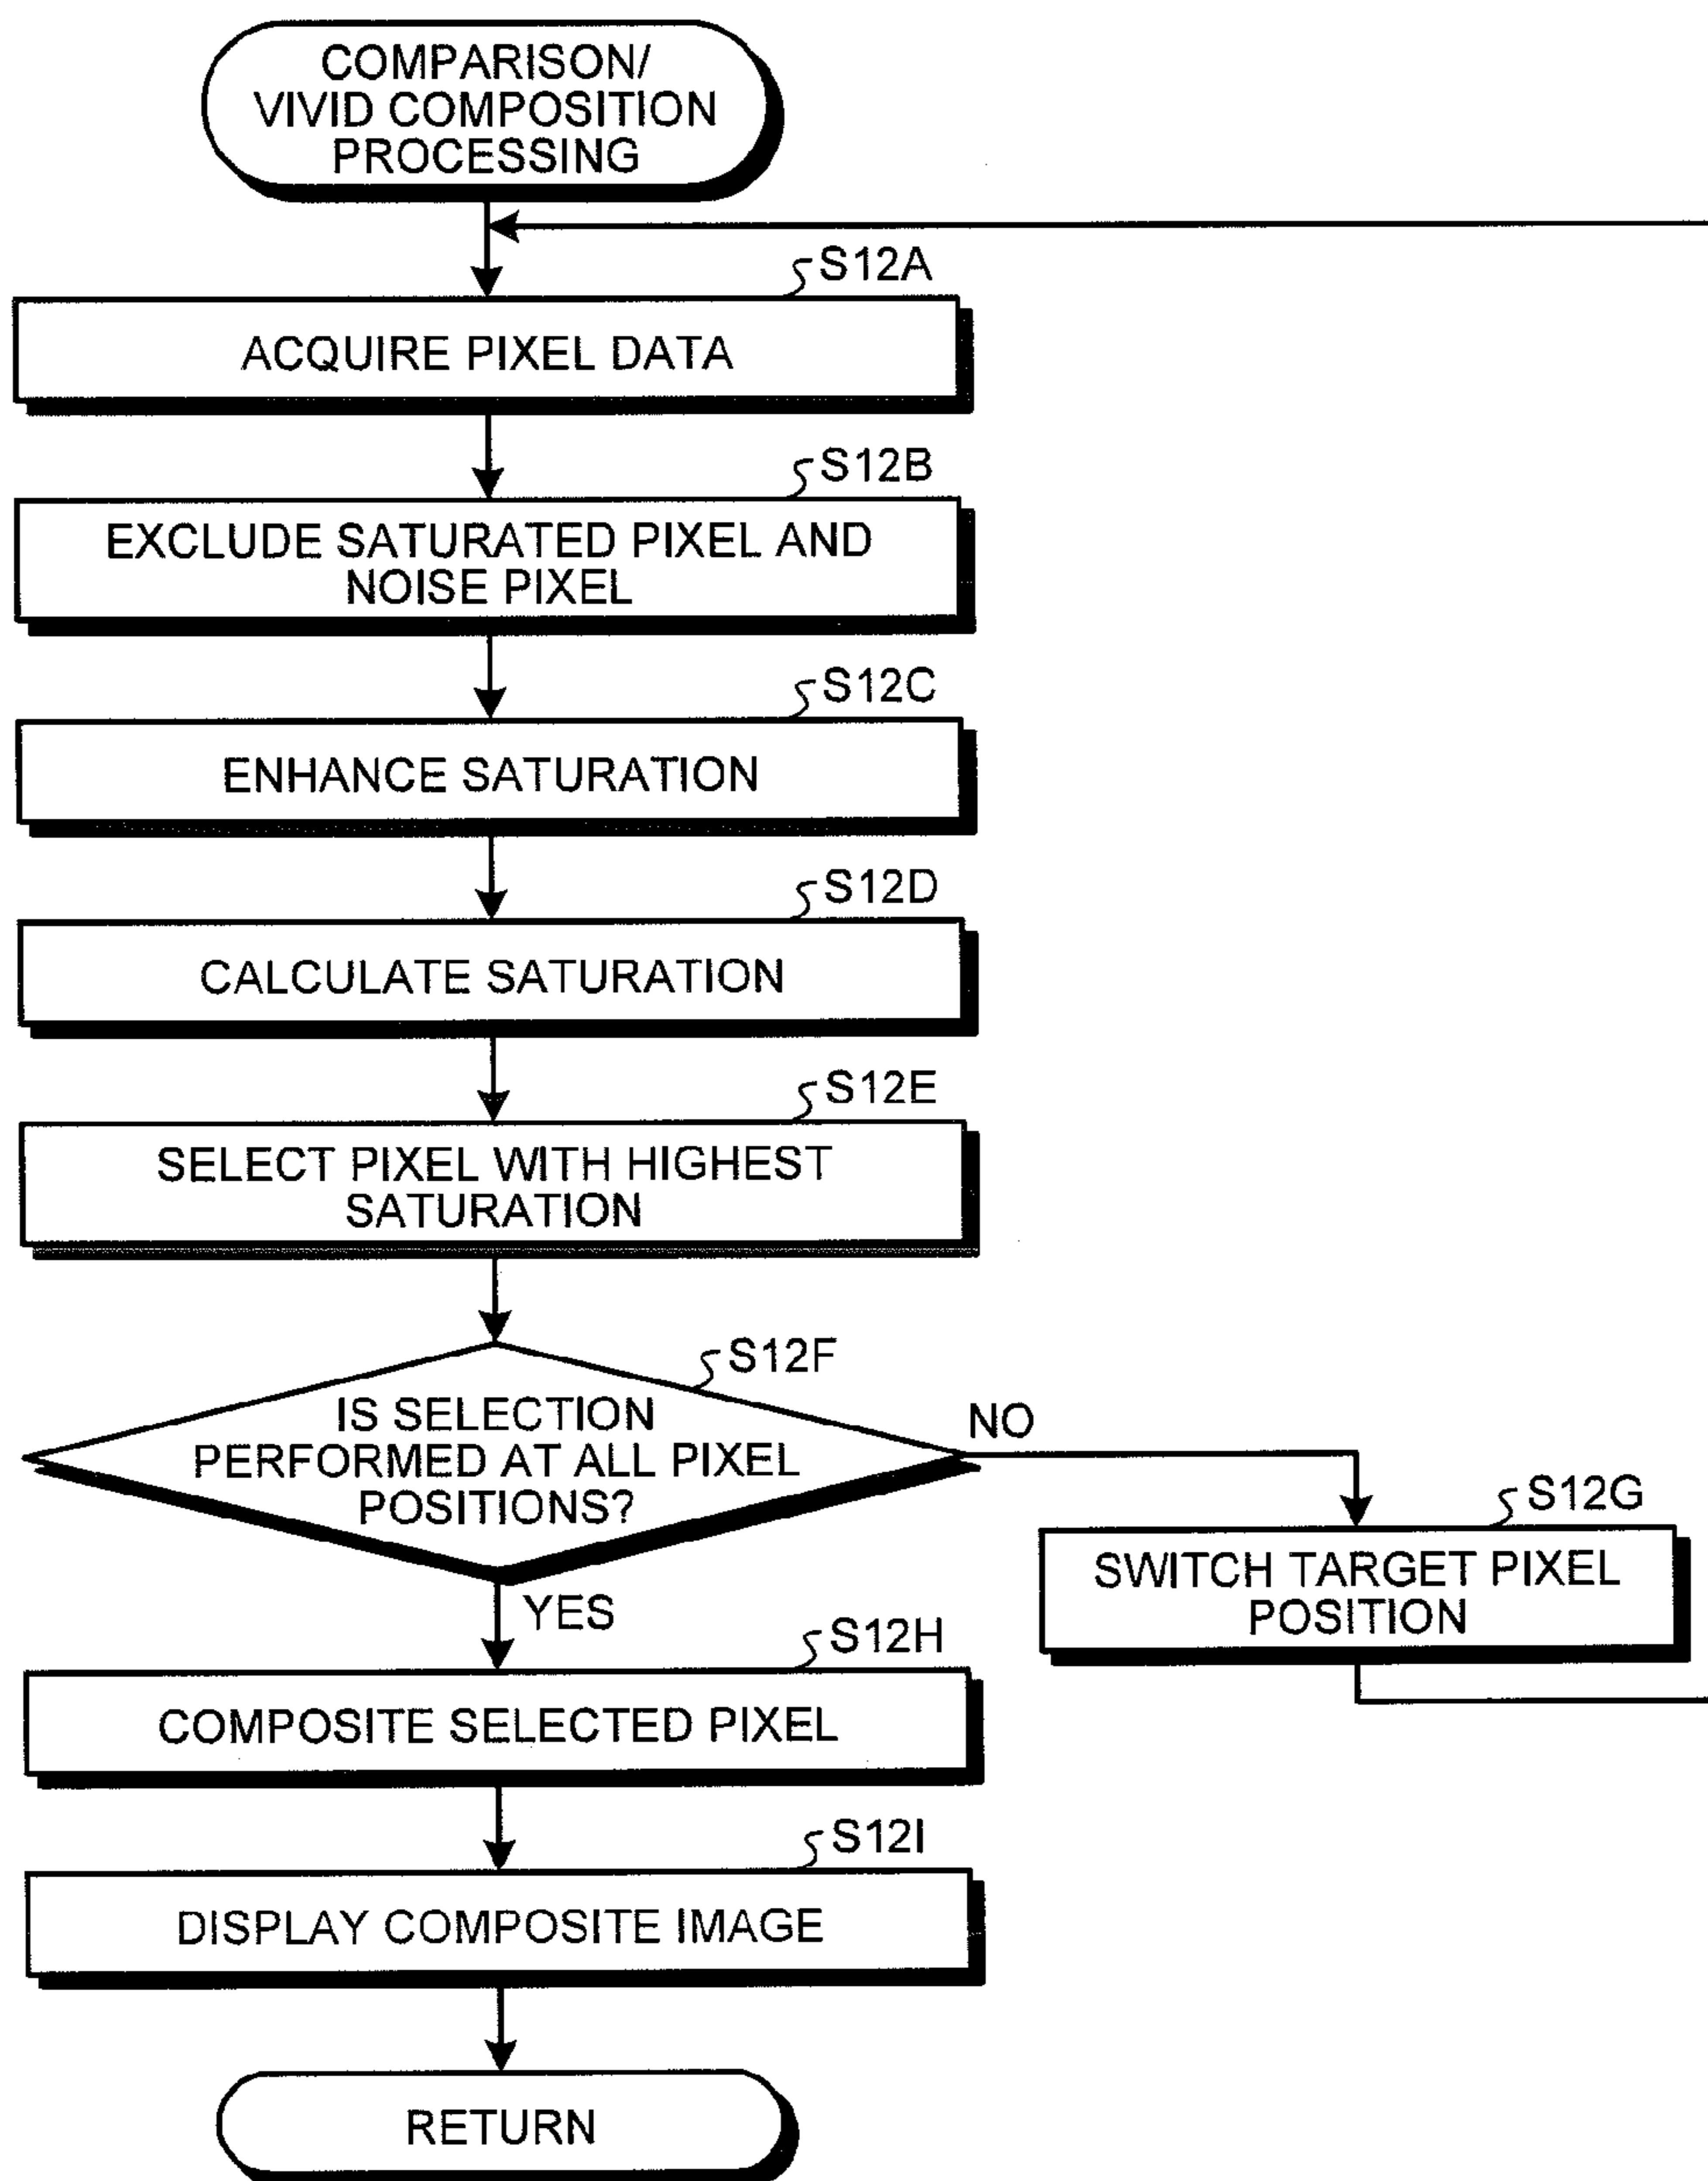 COMPARISON/
VIVID COMPOSITION
PROCESSING
S12A
ACQUIRE PIXEL DATA
S12B
EXCLUDE SATURATED PIXEL AND
NOISE PIXEL
S12C
ENHANCE SATURATION
S12D
CALCULATE SATURATION
S12E
SELECT PIXEL WITH HIGHEST
SATURATION
S12F
IS SELECTION
PERFORMED AT ALL PIXEL
POSITIONS?
NO
S12G
SWITCH TARGET PIXEL
POSITION
YES
S12H
COMPOSITE SELECTED PIXEL
S12I
DISPLAY COMPOSITE IMAGE
RETURN